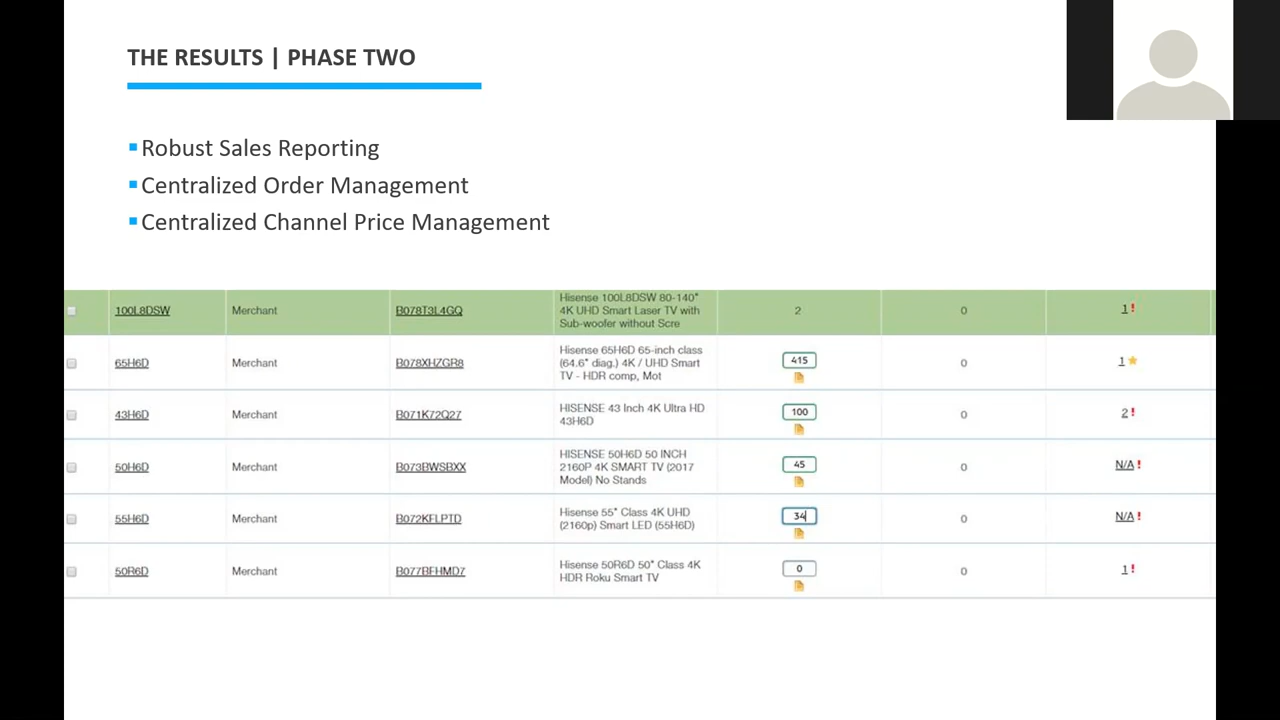 THE RESULTS | PHASE TWO
Robust Sales Reporting
Centralized Order Management
Centralized Channel Price Management
100L8DSW Merchant B078T3L4GQ Hisense 100L8DSW 80-140" 2 0 1!
4K UHD Smart Laser TV with
Sub-woofer without Scre
65H6D Merchant B078XHZGR8 Hisense 65H6D 65-inch class 415 0 1
(64.6" diag.) 4K / UHD Smart
TV - HDR comp, Mot
43H6D Merchant B071K72Q27 HISENSE 43 Inch 4K Ultra HD 100 0 2!
43H6D
50H6D Merchant B073BWSBXX HISENSE 50H6D 50 INCH 45 0 N/A!
2160P 4K SMART TV (2017
Model) No Stands
55H6D Merchant B072KFLPTD Hisense 55" Class 4K UHD 34 0 N/A!
(2160p) Smart LED (55H6D)
50R6D Merchant B077BFHMD7 Hisense 50R6D 50" Class 4K 0 0 1!
HDR Roku Smart TV